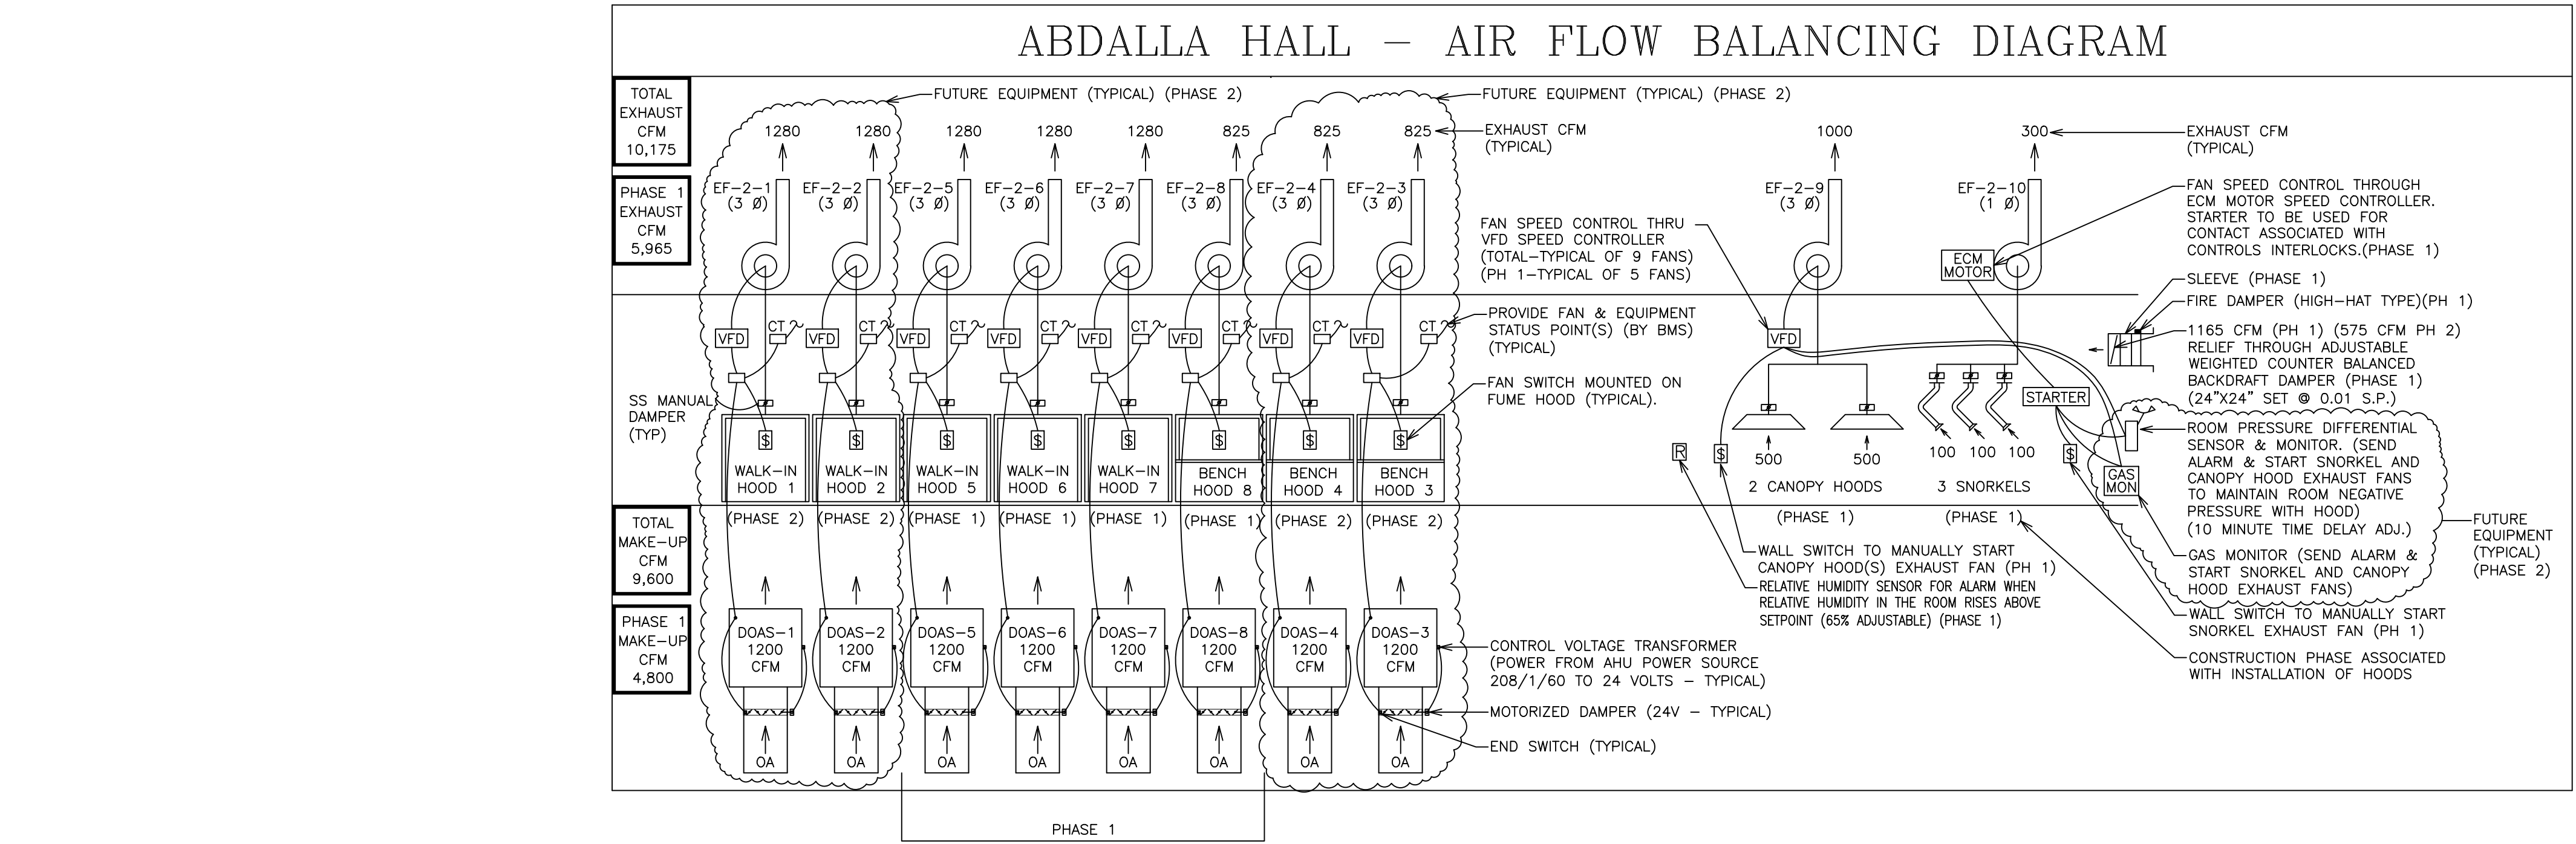 ABDALLA HALL – AIR FLOW BALANCING DIAGRAM
TOTAL
EXHAUST
CFM
10,175
PHASE 1
EXHAUST
CFM
5,965
FUTURE EQUIPMENT (TYPICAL) (PHASE 2)
FUTURE EQUIPMENT (TYPICAL) (PHASE 2)
1280 1280 1280 1280 1280 825 825 825
EXHAUST CFM
(TYPICAL)
1000
300
EXHAUST CFM
(TYPICAL)
EF-2-1
(3 Ø)
EF-2-2
(3 Ø)
EF-2-5
(3 Ø)
EF-2-6
(3 Ø)
EF-2-7
(3 Ø)
EF-2-8
(3 Ø)
EF-2-4
(3 Ø)
EF-2-3
(3 Ø)
EF-2-9
(3 Ø)
EF-2-10
(1 Ø)
FAN SPEED CONTROL THRU
VFD SPEED CONTROLLER
(TOTAL-TYPICAL OF 9 FANS)
(PH 1-TYPICAL OF 5 FANS)
ECM
MOTOR
FAN SPEED CONTROL THROUGH
ECM MOTOR SPEED CONTROLLER.
STARTER TO BE USED FOR
CONTACT ASSOCIATED WITH
CONTROLS INTERLOCKS.(PHASE 1)
SLEEVE (PHASE 1)
FIRE DAMPER (HIGH-HAT TYPE)(PH 1)
1165 CFM (PH 1) (575 CFM PH 2)
RELIEF THROUGH ADJUSTABLE
WEIGHTED COUNTER BALANCED
BACKDRAFT DAMPER (PHASE 1)
(24"X24" SET @ 0.01 S.P.)
CT CT CT CT CT CT CT CT
VFD VFD VFD VFD VFD VFD VFD VFD VFD
PROVIDE FAN & EQUIPMENT
STATUS POINT(S) (BY BMS)
(TYPICAL)
FAN SWITCH MOUNTED ON
FUME HOOD (TYPICAL).
SS MANUAL
DAMPER
(TYP)
STARTER
$ $ $ $ $ $ $ $
R $ $
WALK-IN
HOOD 1
WALK-IN
HOOD 2
WALK-IN
HOOD 5
WALK-IN
HOOD 6
WALK-IN
HOOD 7
BENCH
HOOD 8
BENCH
HOOD 4
BENCH
HOOD 3
500 500
2 CANOPY HOODS
100 100 100
3 SNORKELS
GAS
MON
ROOM PRESSURE DIFFERENTIAL
SENSOR & MONITOR. (SEND
ALARM & START SNORKEL AND
CANOPY HOOD EXHAUST FANS
TO MAINTAIN ROOM NEGATIVE
PRESSURE WITH HOOD)
(10 MINUTE TIME DELAY ADJ.)
GAS MONITOR (SEND ALARM &
START SNORKEL AND CANOPY
HOOD EXHAUST FANS)
FUTURE
EQUIPMENT
(TYPICAL)
(PHASE 2)
WALL SWITCH TO MANUALLY START
SNORKEL EXHAUST FAN (PH 1)
CONSTRUCTION PHASE ASSOCIATED
WITH INSTALLATION OF HOODS
TOTAL
MAKE-UP
CFM
9,600
PHASE 1
MAKE-UP
CFM
4,800
(PHASE 2) (PHASE 2) (PHASE 1) (PHASE 1) (PHASE 1) (PHASE 1) (PHASE 2) (PHASE 2)
(PHASE 1) (PHASE 1)
WALL SWITCH TO MANUALLY START
CANOPY HOOD(S) EXHAUST FAN (PH 1)
RELATIVE HUMIDITY SENSOR FOR ALARM WHEN
RELATIVE HUMIDITY IN THE ROOM RISES ABOVE
SETPOINT (65% ADJUSTABLE) (PHASE 1)
DOAS-1
1200
CFM
DOAS-2
1200
CFM
DOAS-5
1200
CFM
DOAS-6
1200
CFM
DOAS-7
1200
CFM
DOAS-8
1200
CFM
DOAS-4
1200
CFM
DOAS-3
1200
CFM
CONTROL VOLTAGE TRANSFORMER
(POWER FROM AHU POWER SOURCE
208/1/60 TO 24 VOLTS – TYPICAL)
MOTORIZED DAMPER (24V – TYPICAL)
END SWITCH (TYPICAL)
OA OA OA OA OA OA OA OA
PHASE 1